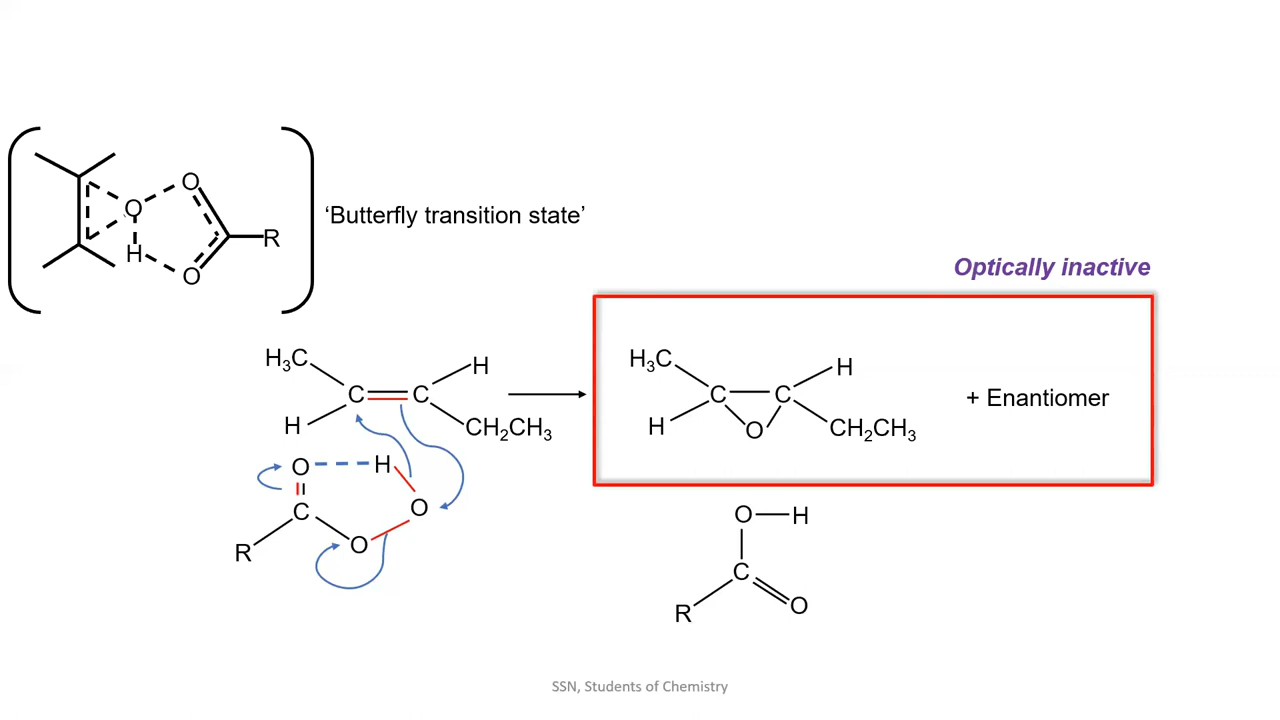 O
O
H
R
O
'Butterfly transition state'
Optically inactive
H₃C
H
C
C
H
CH₂CH₃
H₃C
H
C
C
H
O
CH₂CH₃
+ Enantiomer
O
H
C
O
O
R
O
H
C
O
R
SSN, Students of Chemistry